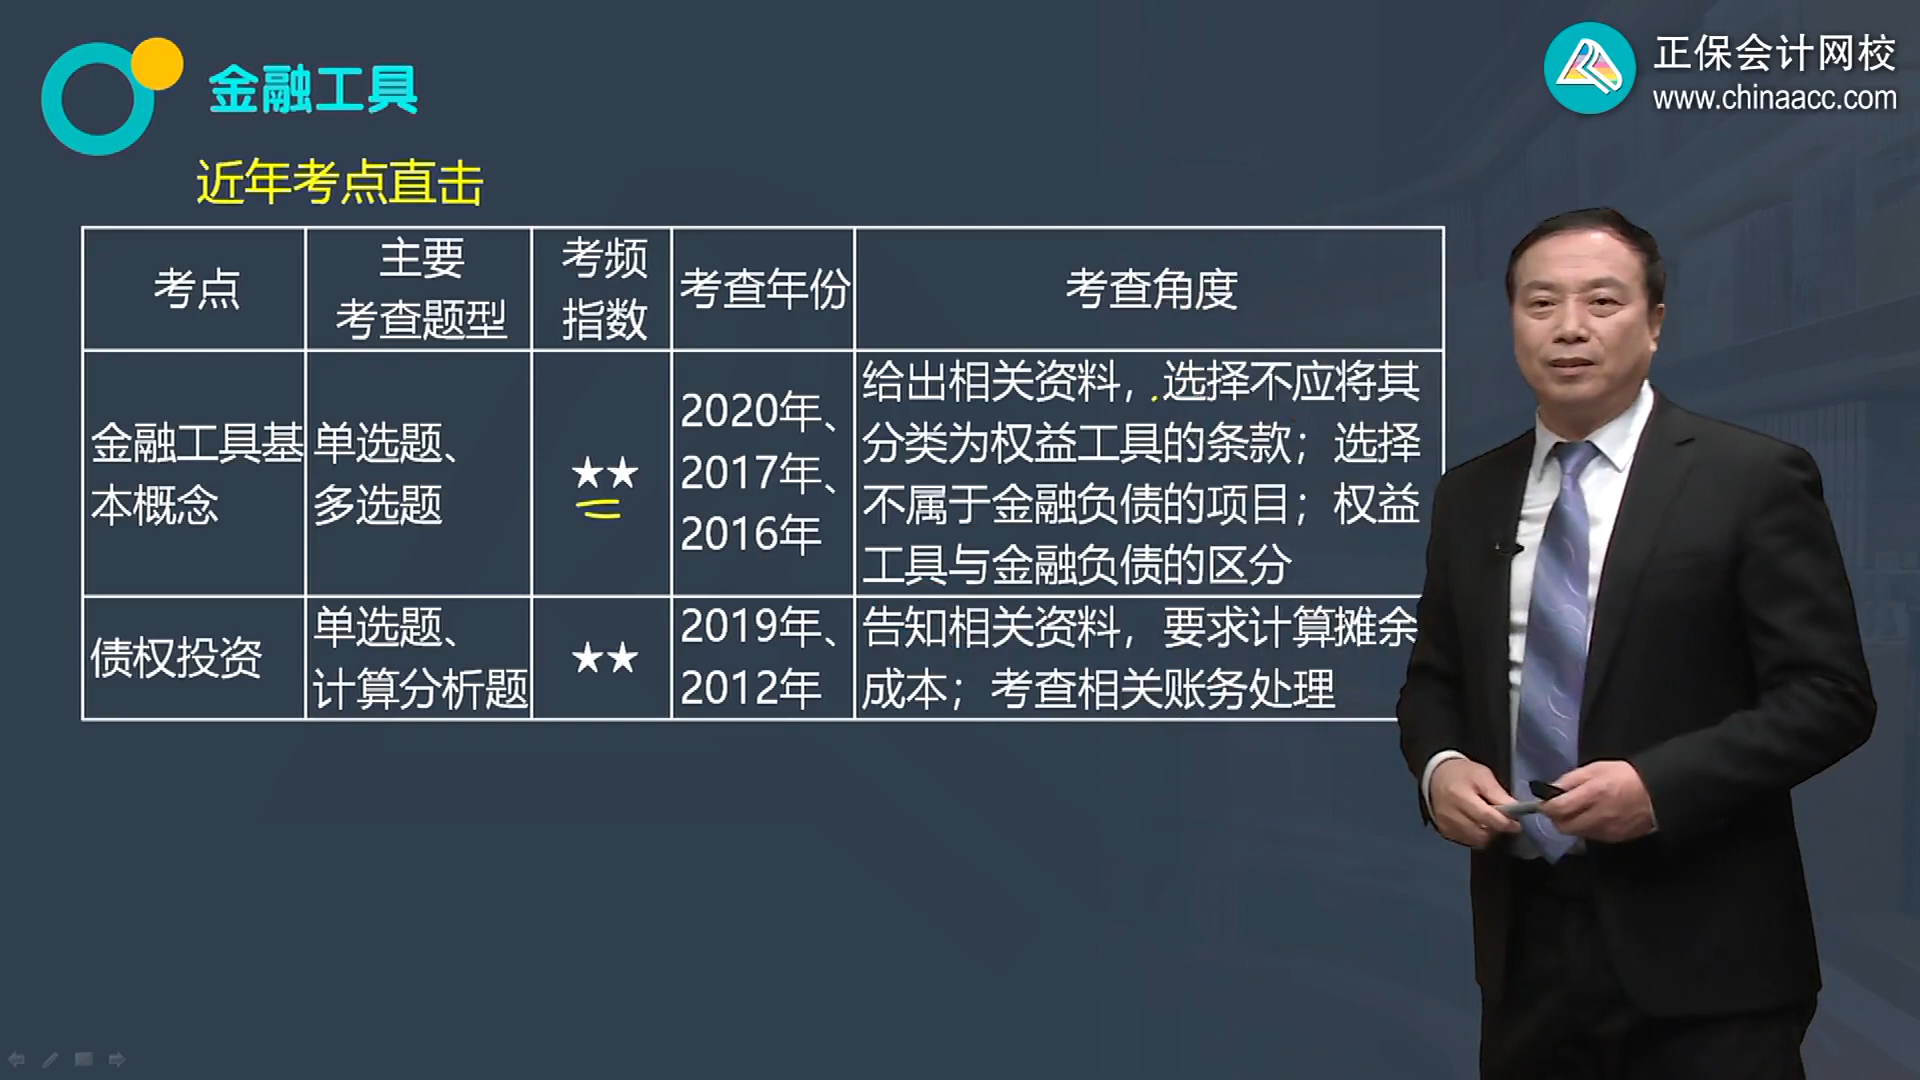 金融工具
正保会计网校
www.chinaacc.com
近年考点直击
考点
主要
考查题型
考频
指数
考查年份
考查角度
金融工具基
本概念
单选题、
多选题
★★
2020年、
2017年、
2016年
给出相关资料，选择不应将其
分类为权益工具的条款；选择
不属于金融负债的项目；权益
工具与金融负债的区分
债权投资
单选题、
计算分析题
★★
2019年、
2012年
告知相关资料，要求计算摊余
成本；考查相关账务处理